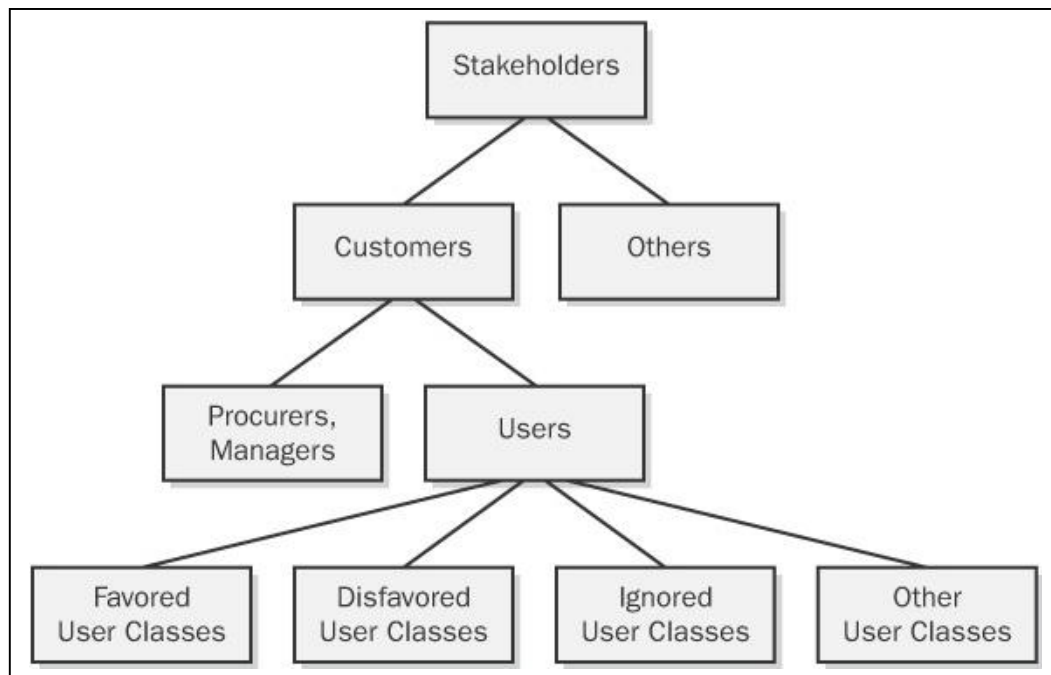 Stakeholders
Customers
Others
Procurers,
Managers
Users
Favored
User Classes
Disfavored
User Classes
Ignored
User Classes
Other
User Classes